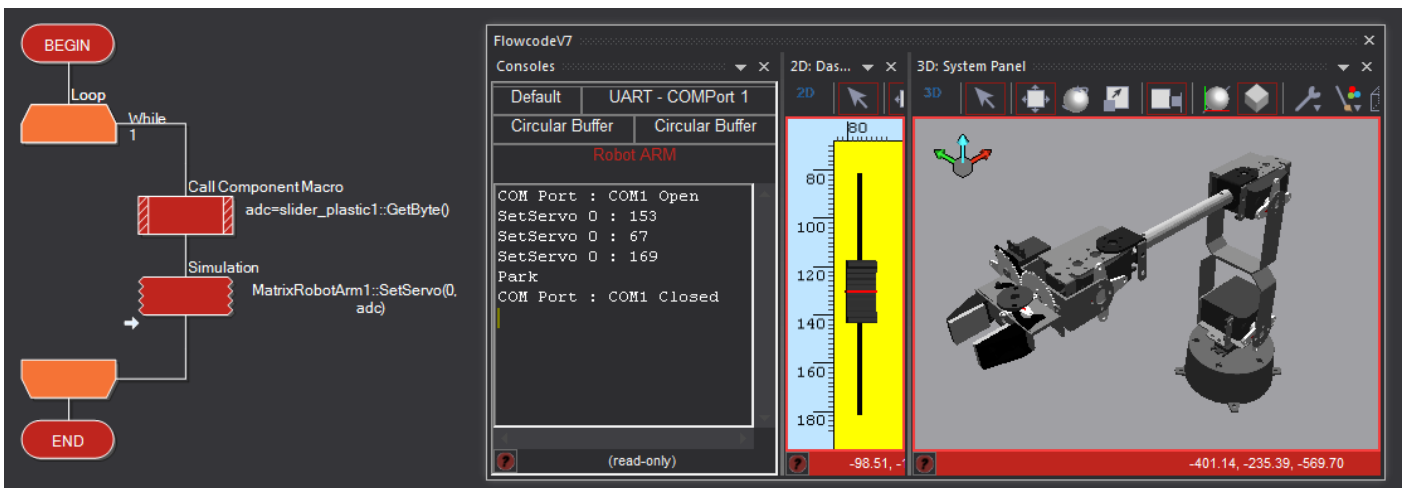 BEGIN
Loop
While
1
Call Component Macro
adc=slider_plastic1::GetByte()
Simulation
MatrixRobotArm1::SetServo(0,
adc)
END
FlowcodeV7
Consoles
Default UART - COMPort 1
Circular Buffer Circular Buffer
Robot ARM
COM Port : COM1 Open
SetServo 0 : 153
SetServo 0 : 67
SetServo 0 : 169
Park
COM Port : COM1 Closed
(read-only)
2D: Das...
2D
80
80
100
120
140
160
180
-98.51,
3D: System Panel
3D
-401.14, -235.39, -569.70